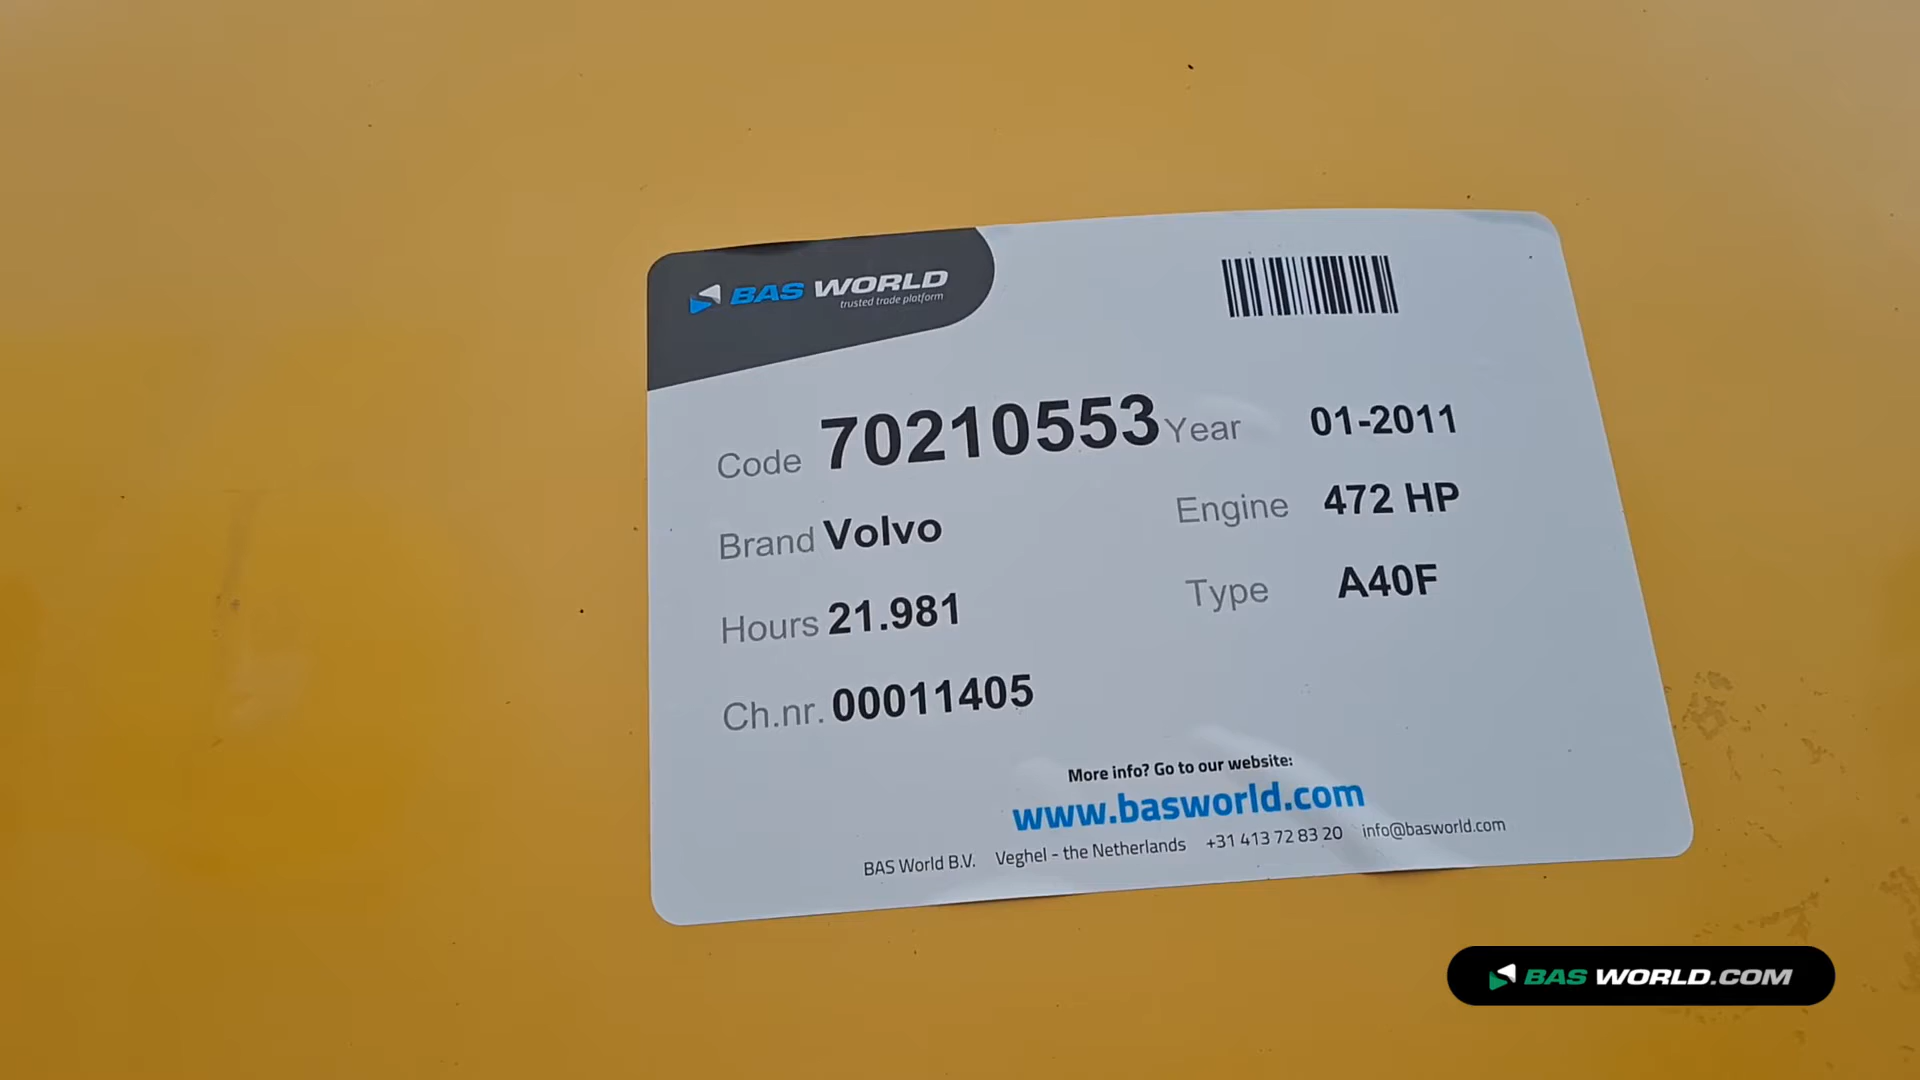 BAS WORLD
trusted trade platform
Code 70210553 Year 01-2011
Brand Volvo Engine 472 HP
Hours 21.981 Type A40F
Ch.nr. 00011405
More info? Go to our website:
www.basworld.com
BAS World B.V. Veghel - the Netherlands +31 413 72 83 20 info@basworld.com
BAS WORLD.COM